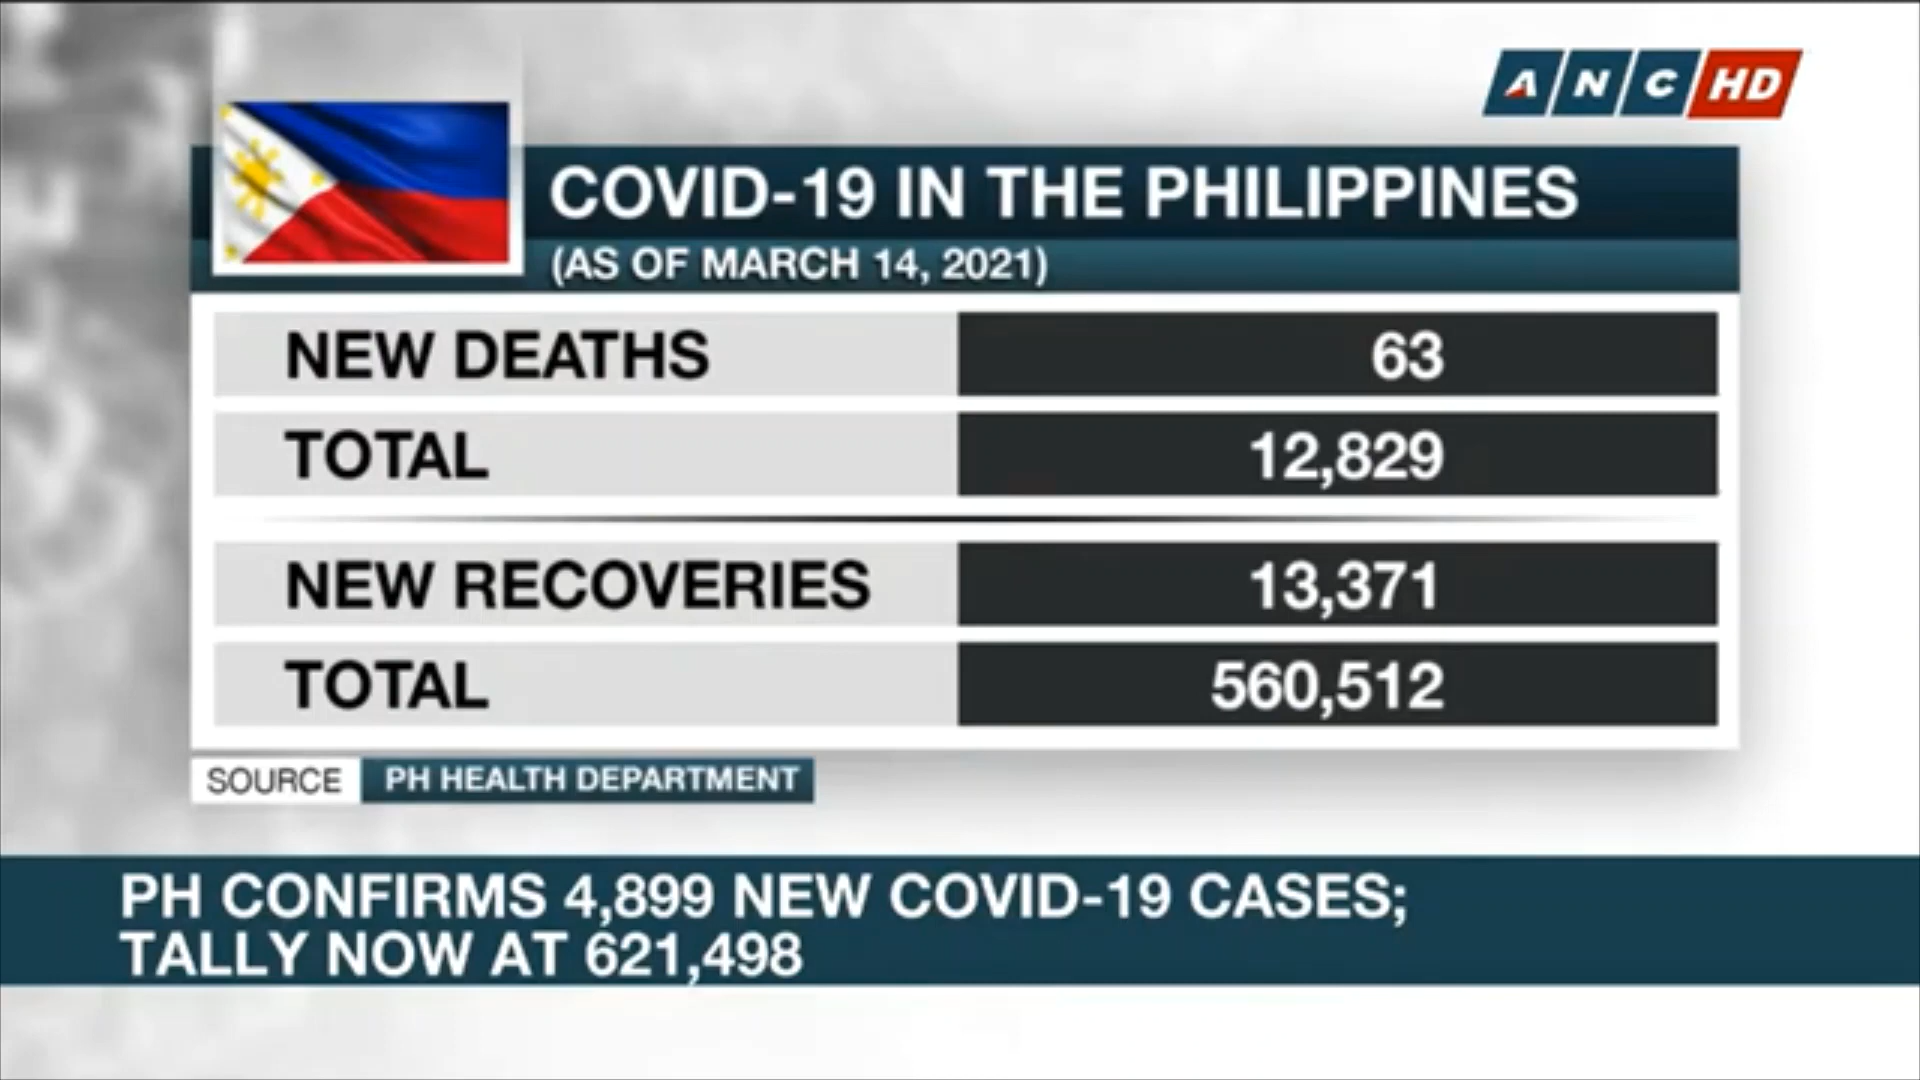 ANC HD
COVID-19 IN THE PHILIPPINES
(AS OF MARCH 14, 2021)
NEW DEATHS 63
TOTAL 12,829
NEW RECOVERIES 13,371
TOTAL 560,512
SOURCE PH HEALTH DEPARTMENT
PH CONFIRMS 4,899 NEW COVID-19 CASES;
TALLY NOW AT 621,498